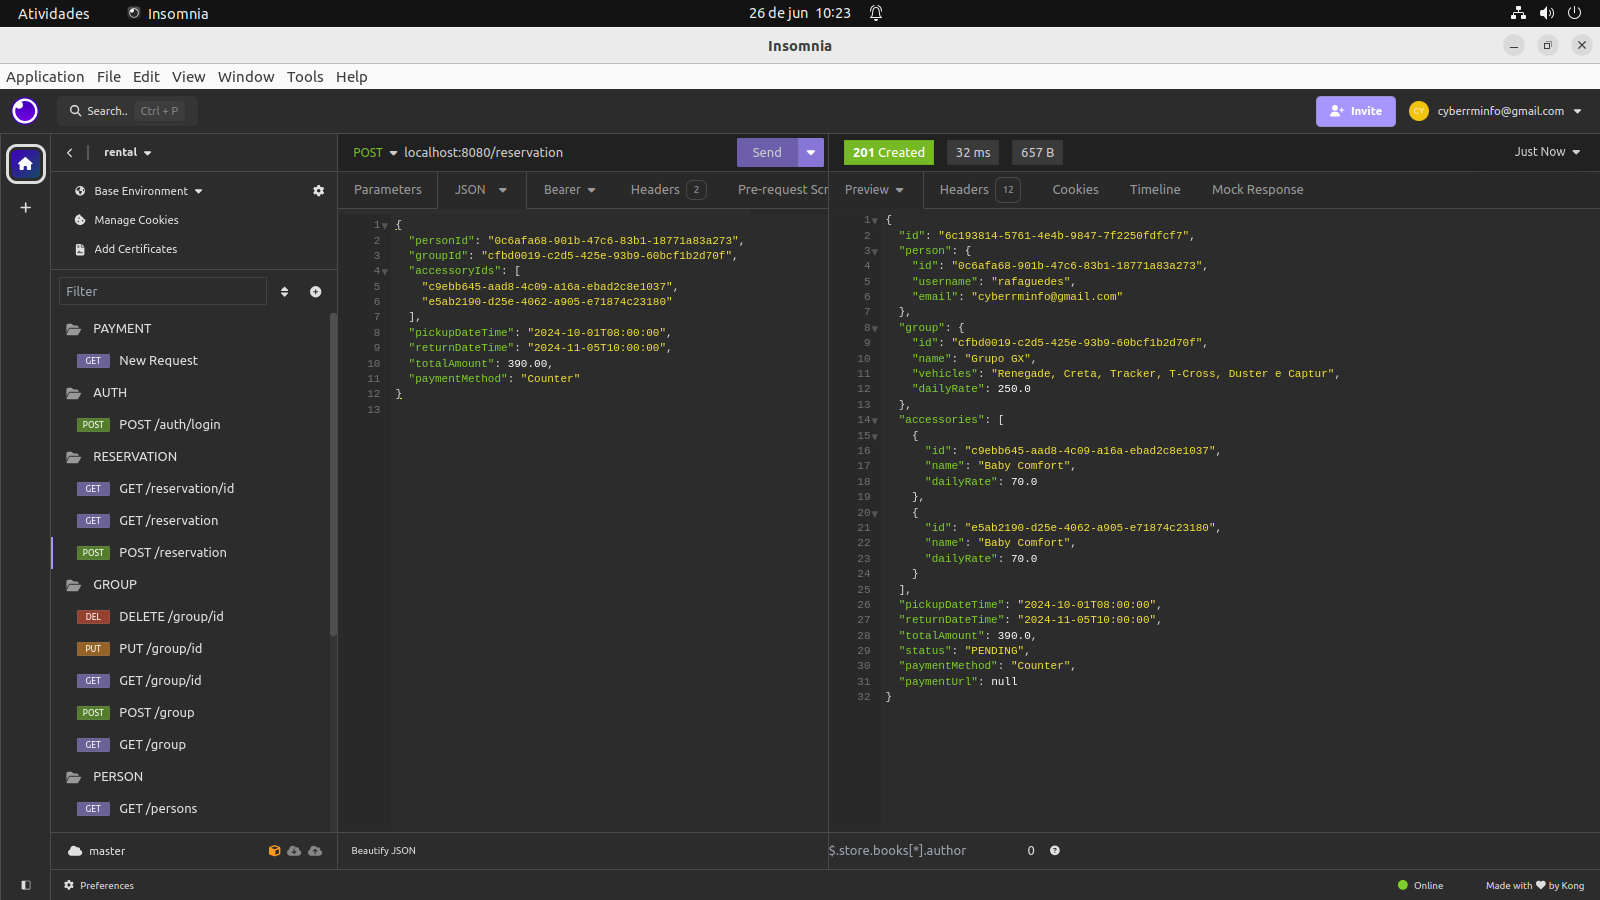 Atividades
Insomnia
26 de jun 10:23
Insomnia
Application File Edit View Window Tools Help
Search..
Ctrl + P
Invite
CY
cyberrminfo@gmail.com
rental
Base Environment
Manage Cookies
Add Certificates
Filter
PAYMENT
GET New Request
AUTH
POST POST /auth/login
RESERVATION
GET GET /reservation/id
GET GET /reservation
POST POST /reservation
GROUP
DEL DELETE /group/id
PUT PUT /group/id
GET GET /group/id
POST POST /group
GET GET /group
PERSON
GET GET /persons
master
Preferences
POST localhost:8080/reservation
Send
Parameters JSON Bearer Headers 2 Pre-request Scr
1 {
2 "personId": "0c6afa68-901b-47c6-83b1-18771a83a273",
3 "groupId": "cfbd0019-c2d5-425e-93b9-60bcf1b2d70f",
4 "accessoryIds": [
5 "c9ebb645-aad8-4c09-a16a-ebad2c8e1037",
6 "e5ab2190-d25e-4062-a905-e71874c23180"
7 ],
8 "pickupDateTime": "2024-10-01T08:00:00",
9 "returnDateTime": "2024-11-05T10:00:00",
10 "totalAmount": 390.00,
11 "paymentMethod": "Counter"
12 }
13
Beautify JSON
201 Created
32 ms
657 B
Just Now
Preview Headers 12 Cookies Timeline Mock Response
1 {
2 "id": "6c193814-5761-4e4b-9847-7f2250fdfcf7",
3 "person": {
4 "id": "0c6afa68-901b-47c6-83b1-18771a83a273",
5 "username": "rafaguedes",
6 "email": "cyberrminfo@gmail.com"
7 },
8 "group": {
9 "id": "cfbd0019-c2d5-425e-93b9-60bcf1b2d70f",
10 "name": "Grupo GX",
11 "vehicles": "Renegade, Creta, Tracker, T-Cross, Duster e Captur",
12 "dailyRate": 250.0
13 },
14 "accessories": [
15 {
16 "id": "c9ebb645-aad8-4c09-a16a-ebad2c8e1037",
17 "name": "Baby Comfort",
18 "dailyRate": 70.0
19 },
20 {
21 "id": "e5ab2190-d25e-4062-a905-e71874c23180",
22 "name": "Baby Comfort",
23 "dailyRate": 70.0
24 }
25 ],
26 "pickupDateTime": "2024-10-01T08:00:00",
27 "returnDateTime": "2024-11-05T10:00:00",
28 "totalAmount": 390.0,
29 "status": "PENDING",
30 "paymentMethod": "Counter",
31 "paymentUrl": null
32 }
$.store.books[*].author
0
Online
Made with by Kong